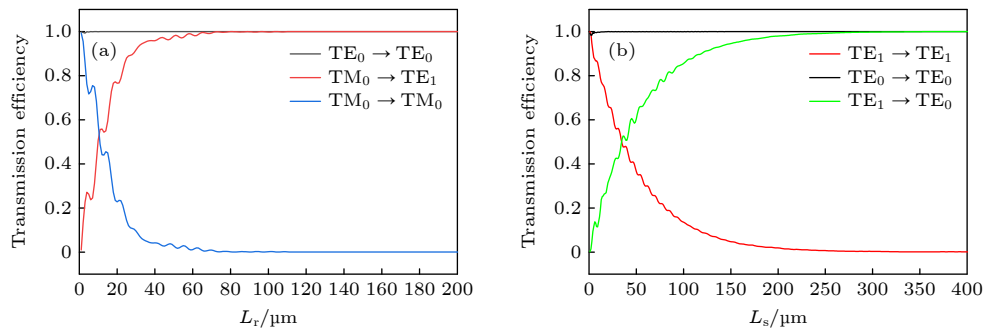 (a)
TE₀ → TE₀
TM₀ → TE₁
TM₀ → TM₀
Transmission efficiency
1.0
0.8
0.6
0.4
0.2
0
0 20 40 60 80 100 120 140 160 180 200
Lᵣ/µm
(b)
TE₁ → TE₁
TE₀ → TE₀
TE₁ → TE₀
Transmission efficiency
1.0
0.8
0.6
0.4
0.2
0
0 50 100 150 200 250 300 350 400
Lₛ/µm